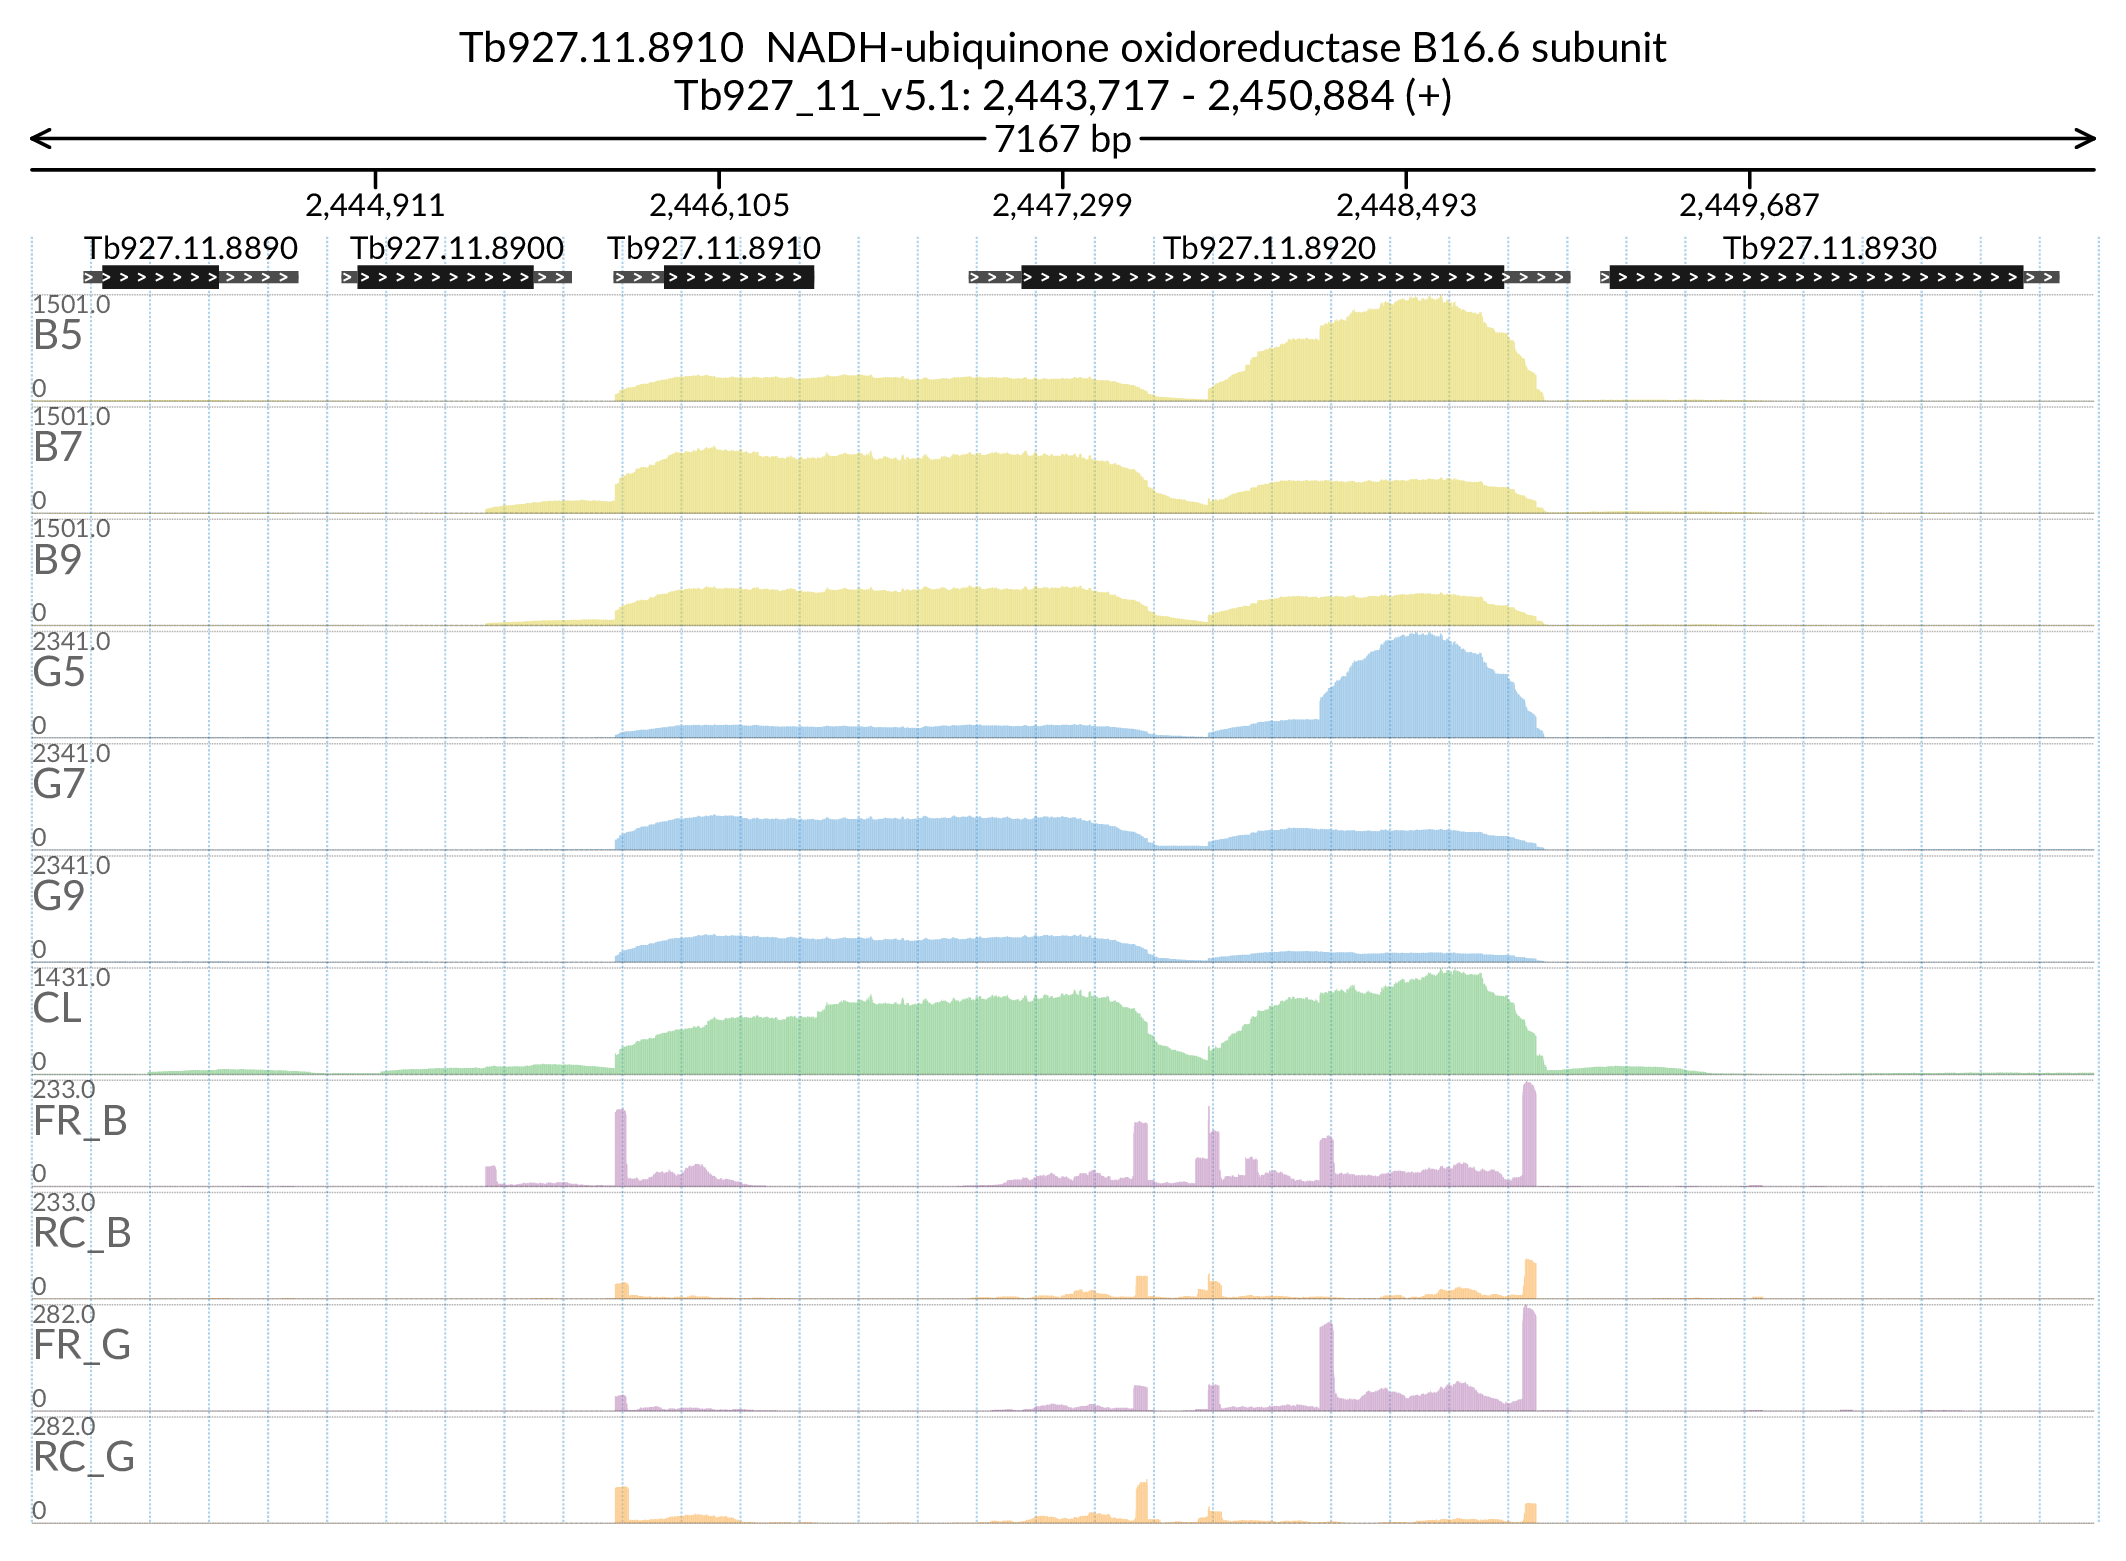 Tb927.11.8910  NADH-ubiquinone oxidoreductase B16.6 subunit
Tb927_11_v5.1: 2,443,717 - 2,450,884 (+)
7167 bp
2,444,911 2,446,105 2,447,299 2,448,493 2,449,687
Tb927.11.8890 Tb927.11.8900 Tb927.11.8910 Tb927.11.8920 Tb927.11.8930
1501.0
B5
0
1501.0
B7
0
1501.0
B9
0
2341.0
G5
0
2341.0
G7
0
2341.0
G9
0
1431.0
CL
0
233.0
FR_B
0
233.0
RC_B
0
282.0
FR_G
0
282.0
RC_G
0